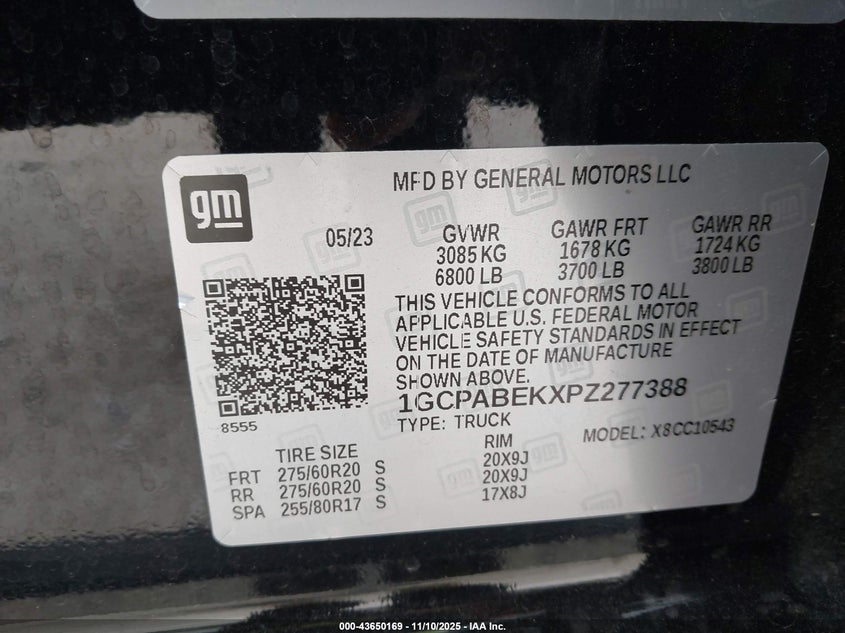 gm
MFD BY GENERAL MOTORS LLC
05/23
GVWR GAWR FRT GAWR RR
3085 KG 1678 KG 1724 KG
6800 LB 3700 LB 3800 LB
THIS VEHICLE CONFORMS TO ALL
APPLICABLE U.S. FEDERAL MOTOR
VEHICLE SAFETY STANDARDS IN EFFECT
ON THE DATE OF MANUFACTURE
SHOWN ABOVE.
1GCPABEKXPZ277388
8555
TYPE: TRUCK MODEL: X8CC10543
TIRE SIZE RIM
FRT 275/60R20 S 20X9J
RR 275/60R20 S 20X9J
SPA 255/80R17 S 17X8J
000-43650169 - 11/10/2025 - IAA Inc.